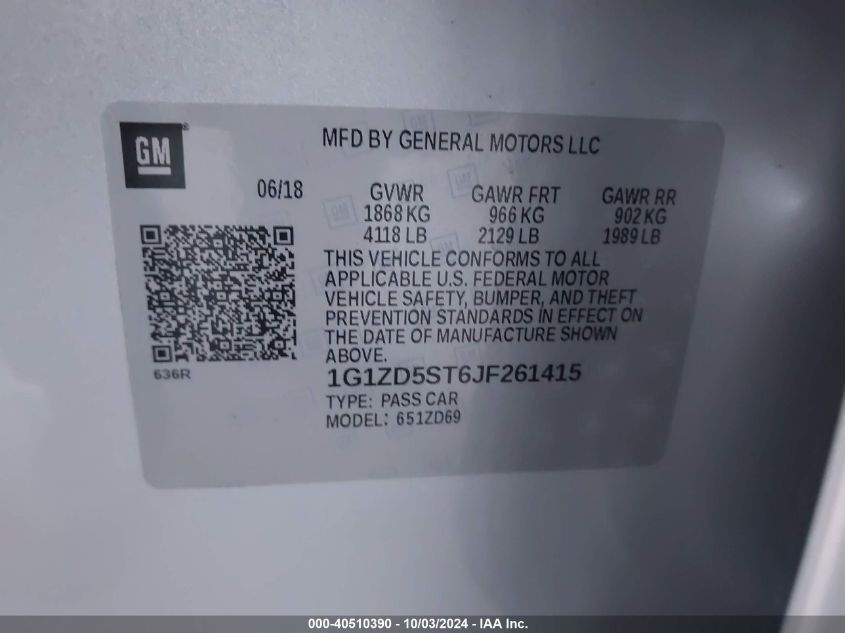 GM
MFD BY GENERAL MOTORS LLC
06/18
GVWR GAWR FRT GAWR RR
1868 KG 966 KG 902 KG
4118 LB 2129 LB 1989 LB
THIS VEHICLE CONFORMS TO ALL
APPLICABLE U.S. FEDERAL MOTOR
VEHICLE SAFETY, BUMPER, AND THEFT
PREVENTION STANDARDS IN EFFECT ON
THE DATE OF MANUFACTURE SHOWN
ABOVE.
636R
1G1ZD5ST6JF261415
TYPE: PASS CAR
MODEL: 651ZD69
000-40510390 - 10/03/2024 - IAA Inc.